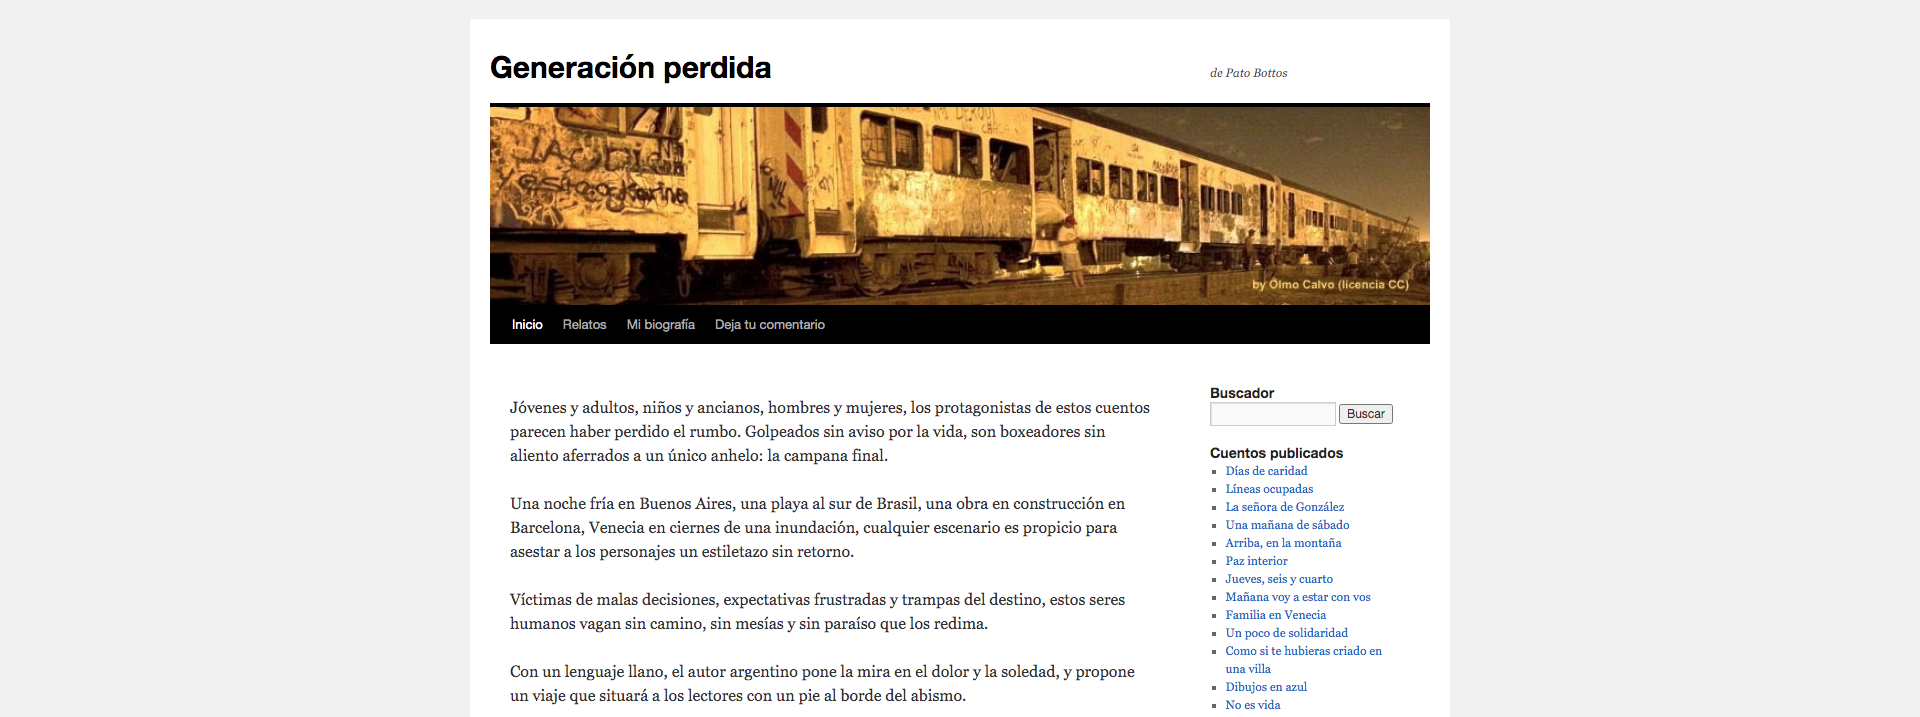 Generación perdida
de Pato Bottos
by Olmo Calvo (licencia CC)
Inicio Relatos Mi biografía Deja tu comentario
Jóvenes y adultos, niños y ancianos, hombres y mujeres, los protagonistas de estos cuentos
parecen haber perdido el rumbo. Golpeados sin aviso por la vida, son boxeadores sin
aliento aferrados a un único anhelo: la campana final.
Una noche fría en Buenos Aires, una playa al sur de Brasil, una obra en construcción en
Barcelona, Venecia en ciernes de una inundación, cualquier escenario es propicio para
asestar a los personajes un estiletazo sin retorno.
Víctimas de malas decisiones, expectativas frustradas y trampas del destino, estos seres
humanos vagan sin camino, sin mesías y sin paraíso que los redima.
Con un lenguaje llano, el autor argentino pone la mira en el dolor y la soledad, y propone
un viaje que situará a los lectores con un pie al borde del abismo.
Buscador
Buscar
Cuentos publicados
Días de caridad
Líneas ocupadas
La señora de González
Una mañana de sábado
Arriba, en la montaña
Paz interior
Jueves, seis y cuarto
Mañana voy a estar con vos
Familia en Venecia
Un poco de solidaridad
Como si te hubieras criado en
una villa
Dibujos en azul
No es vida